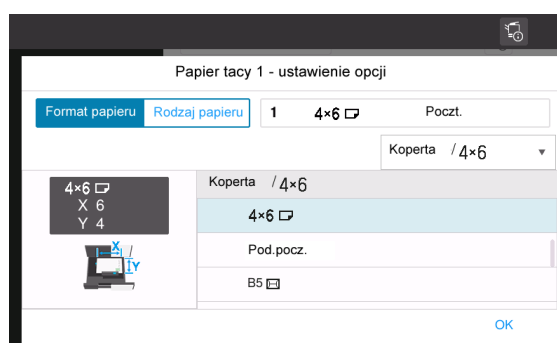 Papier tacy 1 - ustawienie opcji
Format papieru Rodzaj papieru 1 4×6 Poczt.
Koperta /4×6
4×6
X 6
Y 4
X
Y
Koperta /4×6
4×6
Pod.pocz.
B5
OK